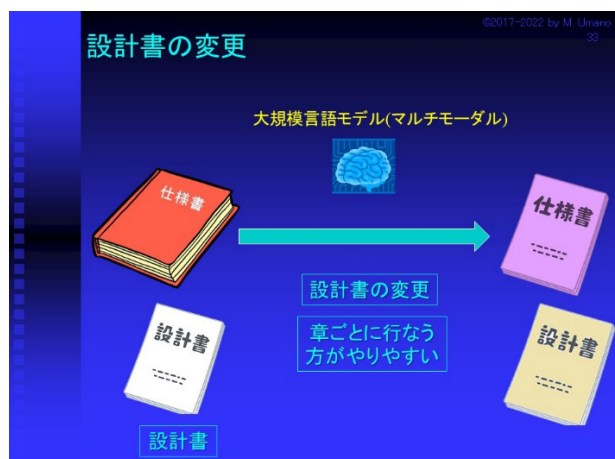 ©2017-2022 by M. Umano
33
設計書の変更
大規模言語モデル(マルチモーダル)
仕様書
仕様書
設計書の変更
章ごとに行なう
方がやりやすい
設計書
設計書
設計書